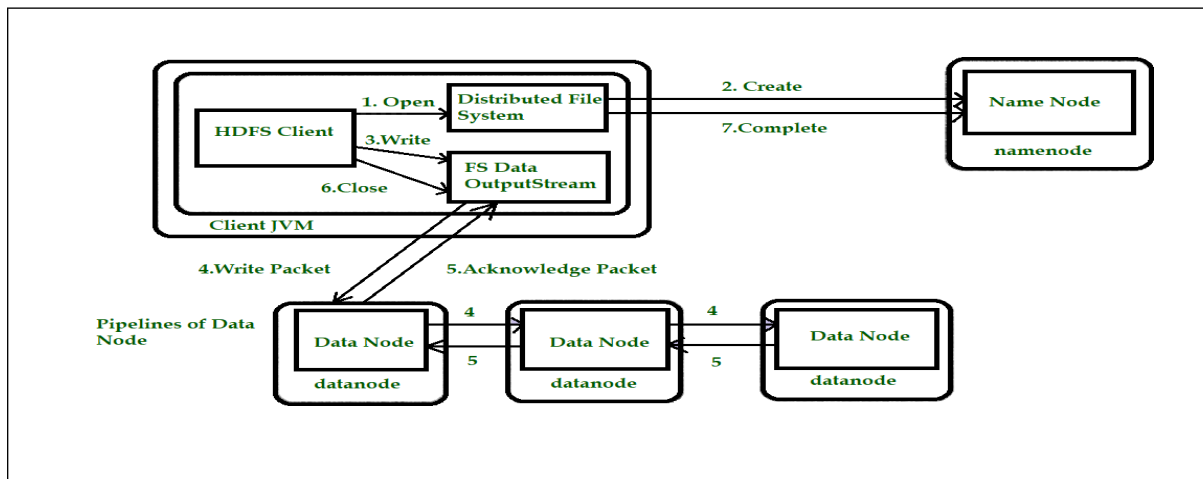 1. Open
Distributed File
System
2. Create
Name Node
HDFS Client
3.Write
7.Complete
namenode
FS Data
OutputStream
6.Close
Client JVM
4.Write Packet
5.Acknowledge Packet
Pipelines of Data
Node
4
4
Data Node
Data Node
Data Node
5
5
datanode
datanode
datanode